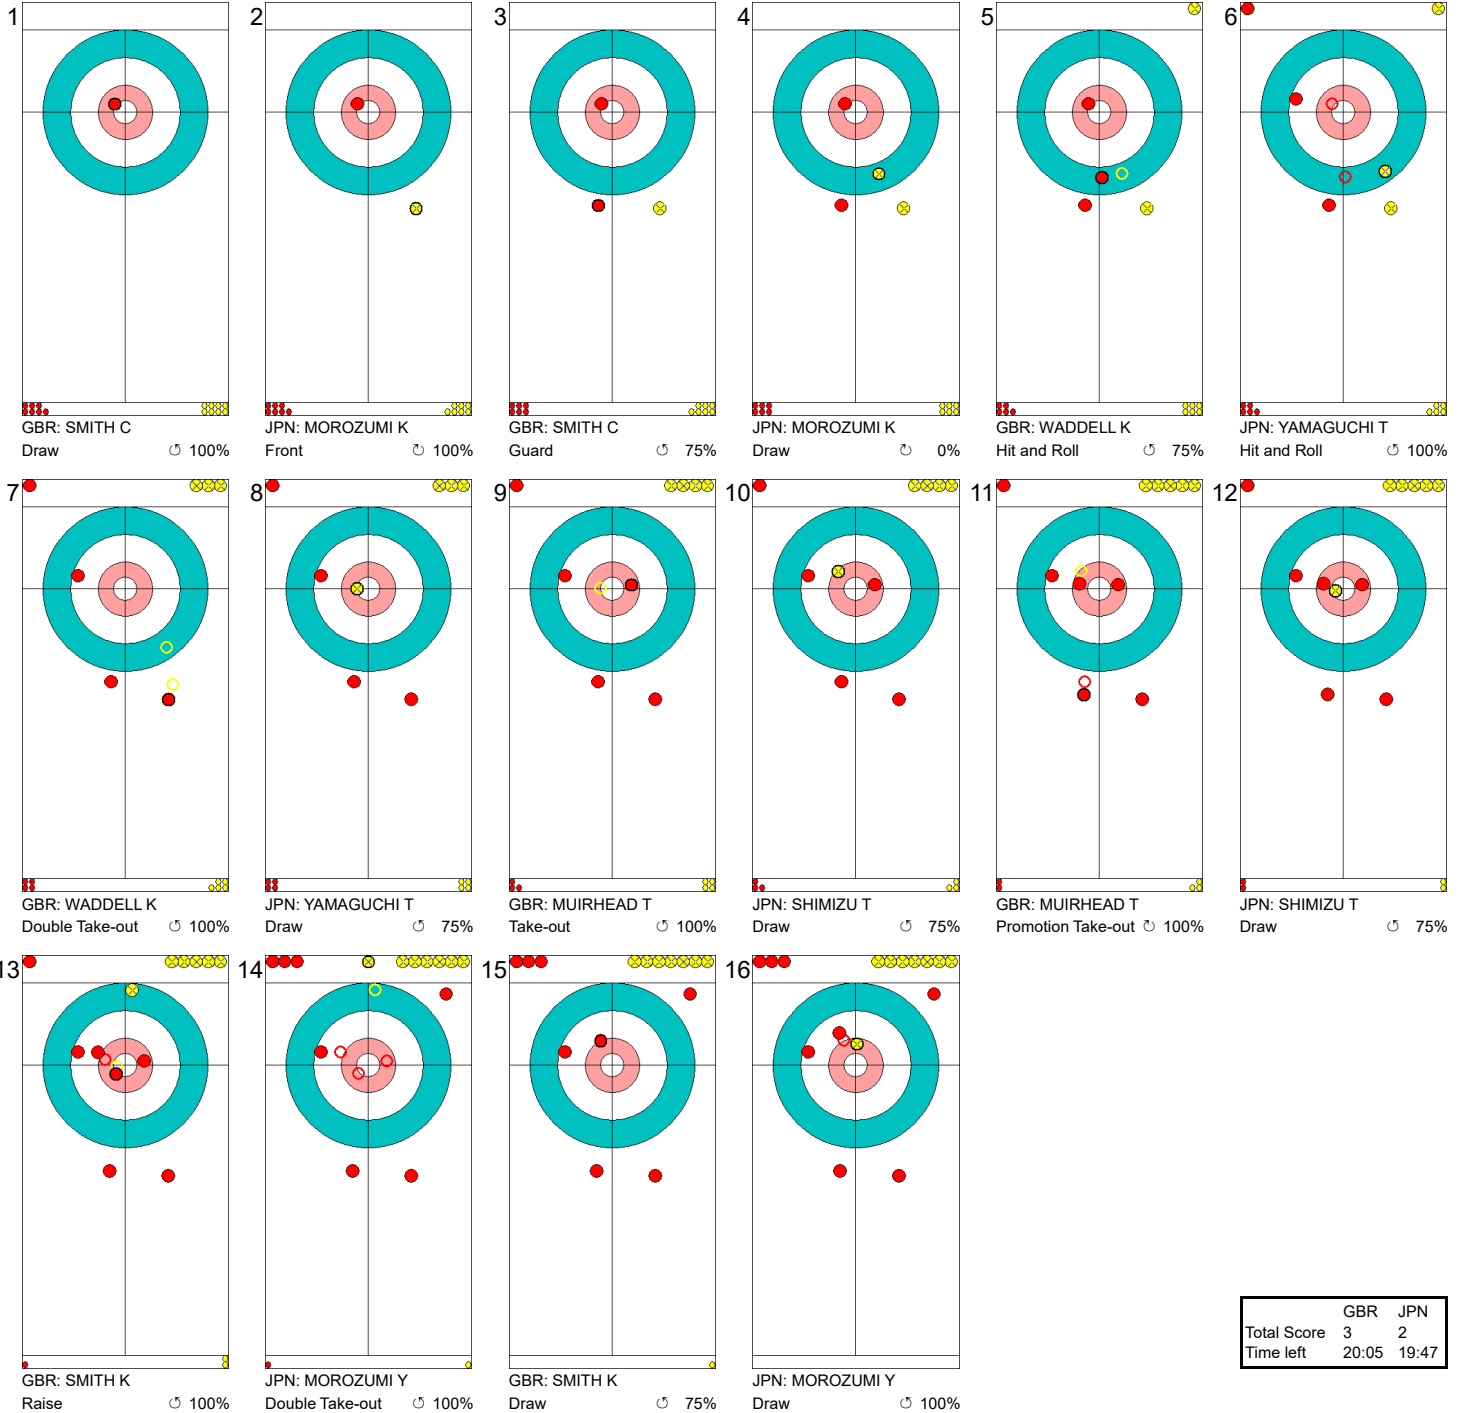 1
GBR: SMITH C
Draw ↺ 100%
2
JPN: MOROZUMI K
Front ↻ 100%
3
GBR: SMITH C
Guard ↺ 75%
4
JPN: MOROZUMI K
Draw ↻ 0%
5
GBR: WADDELL K
Hit and Roll ↺ 75%
6
JPN: YAMAGUCHI T
Hit and Roll ↺ 100%
7
GBR: WADDELL K
Double Take-out ↺ 100%
8
JPN: YAMAGUCHI T
Draw ↺ 75%
9
GBR: MUIRHEAD T
Take-out ↺ 100%
10
JPN: SHIMIZU T
Draw ↺ 75%
11
GBR: MUIRHEAD T
Promotion Take-out ↻ 100%
12
JPN: SHIMIZU T
Draw ↺ 75%
13
GBR: SMITH K
Raise ↺ 100%
14
JPN: MOROZUMI Y
Double Take-out ↺ 100%
15
GBR: SMITH K
Draw ↺ 75%
16
JPN: MOROZUMI Y
Draw ↺ 100%
GBR JPN
Total Score 3 2
Time left 20:05 19:47